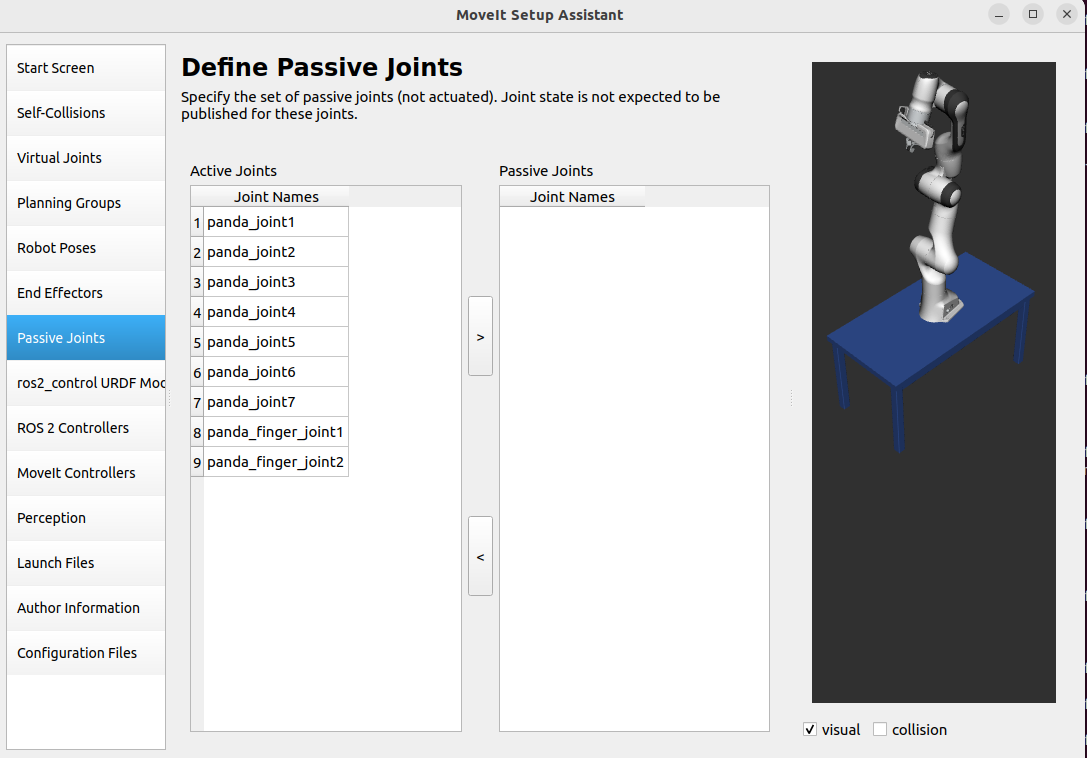 MoveIt Setup Assistant
Start Screen
Self-Collisions
Virtual Joints
Planning Groups
Robot Poses
End Effectors
Passive Joints
ros2_control URDF Moc
ROS 2 Controllers
MoveIt Controllers
Perception
Launch Files
Author Information
Configuration Files
Define Passive Joints
Specify the set of passive joints (not actuated). Joint state is not expected to be
published for these joints.
Active Joints
Joint Names
1 panda_joint1
2 panda_joint2
3 panda_joint3
4 panda_joint4
5 panda_joint5
6 panda_joint6
7 panda_joint7
8 panda_finger_joint1
9 panda_finger_joint2
>
<
Passive Joints
Joint Names
visual
collision